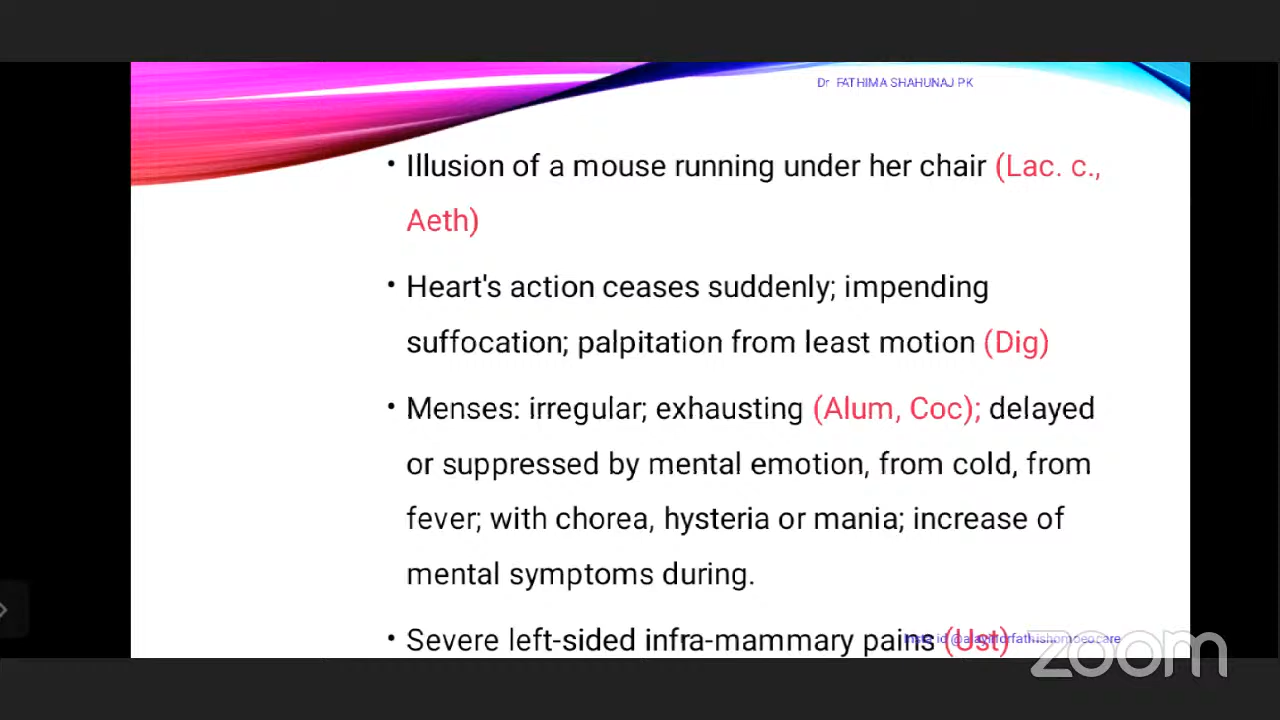 Dr FATHIMA SHAHUNAJ PK
• Illusion of a mouse running under her chair (Lac. c.,
Aeth)
• Heart's action ceases suddenly; impending
suffocation; palpitation from least motion (Dig)
• Menses: irregular; exhausting (Alum, Coc); delayed
or suppressed by mental emotion, from cold, from
fever; with chorea, hysteria or mania; increase of
mental symptoms during.
• Severe left-sided infra-mammary pains (Ust)
Insta id
zoom